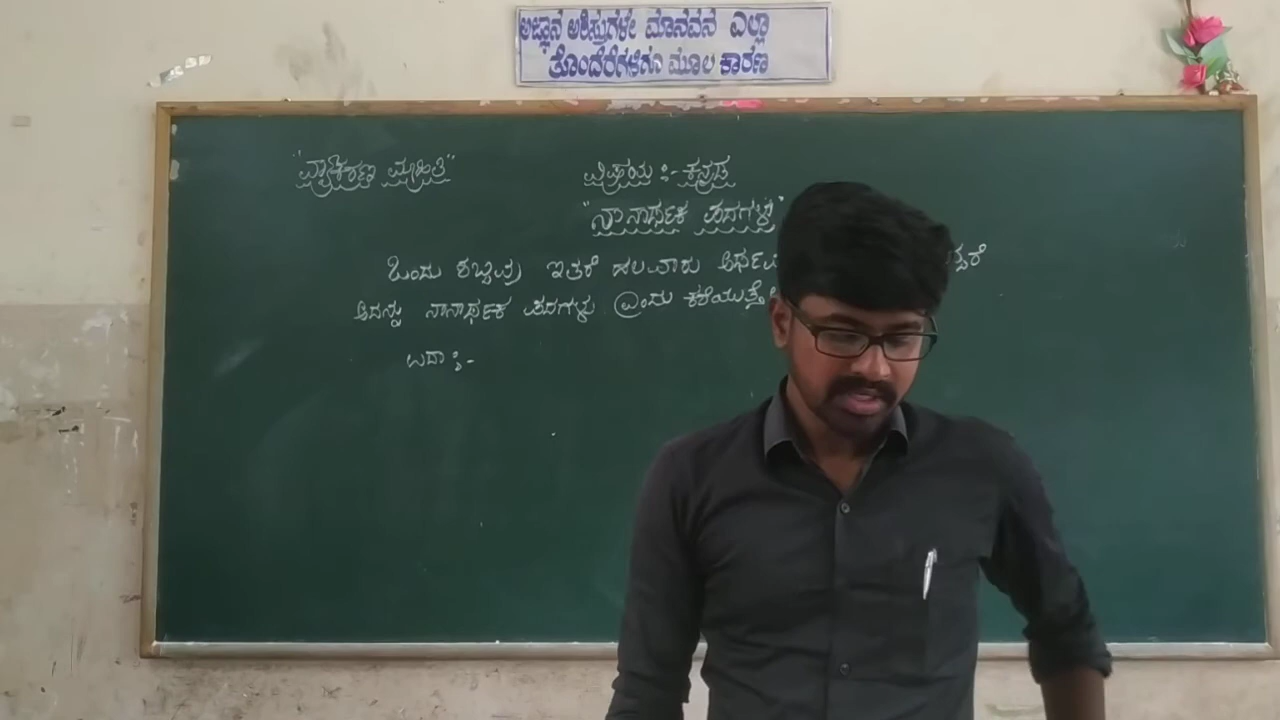 ಅಜ್ಞಾನ ಅಶಿಸ್ತುಗಳೇ ಮಾನವನ ಎಲ್ಲಾ
ತೊಂದರೆಗಳಿಗೂ ಮೂಲ ಕಾರಣ
"ವ್ಯಾಕರಣ ಮಾಹಿತಿ"
ವಿಷಯ :- ಕನ್ನಡ
"ನಾನಾರ್ಥಕ ಪದಗಳು"
ಒಂದು ಶಬ್ದವು ಇತರೆ ಹಲವಾರು
ಅದನ್ನು ನಾನಾರ್ಥಕ ಪದಗಳು ಎಂದು ಕರೆಯುತ್ತೇ
ಉದಾ :-